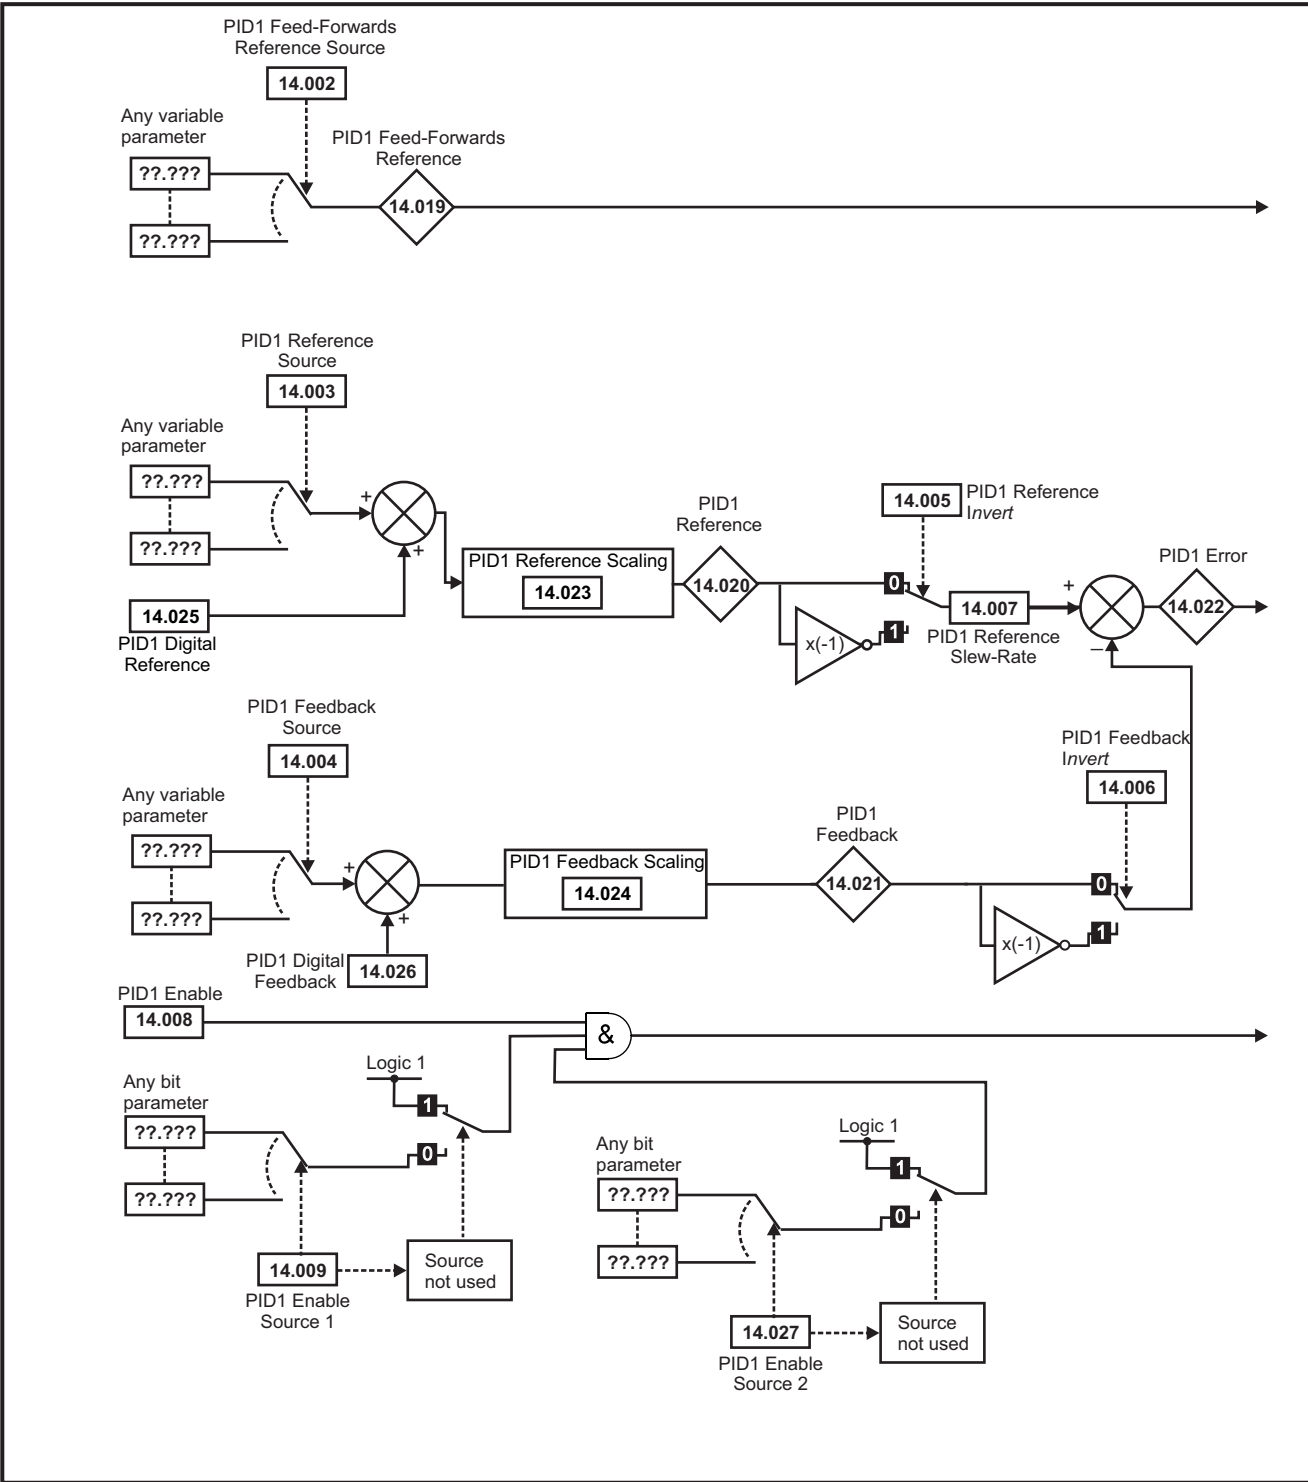 PID1 Feed-Forwards
Reference Source
14.002
Any variable
parameter
??.???
??.???
PID1 Feed-Forwards
Reference
14.019
PID1 Reference
Source
14.003
Any variable
parameter
??.???
??.???
+
+
14.025
PID1 Digital
Reference
PID1 Reference Scaling
14.023
PID1
Reference
14.020
0
x(-1)
1
14.005
PID1 Reference
Invert
14.007
PID1 Reference
Slew-Rate
+
–
PID1 Error
14.022
PID1 Feedback
Source
14.004
Any variable
parameter
??.???
??.???
+
+
PID1 Digital
Feedback
14.026
PID1 Feedback Scaling
14.024
PID1
Feedback
14.021
x(-1)
0
1
PID1 Feedback
Invert
14.006
PID1 Enable
14.008
&
Any bit
parameter
??.???
??.???
Logic 1
1
0
14.009
PID1 Enable
Source 1
Source
not used
Any bit
parameter
??.???
??.???
Logic 1
1
0
14.027
PID1 Enable
Source 2
Source
not used